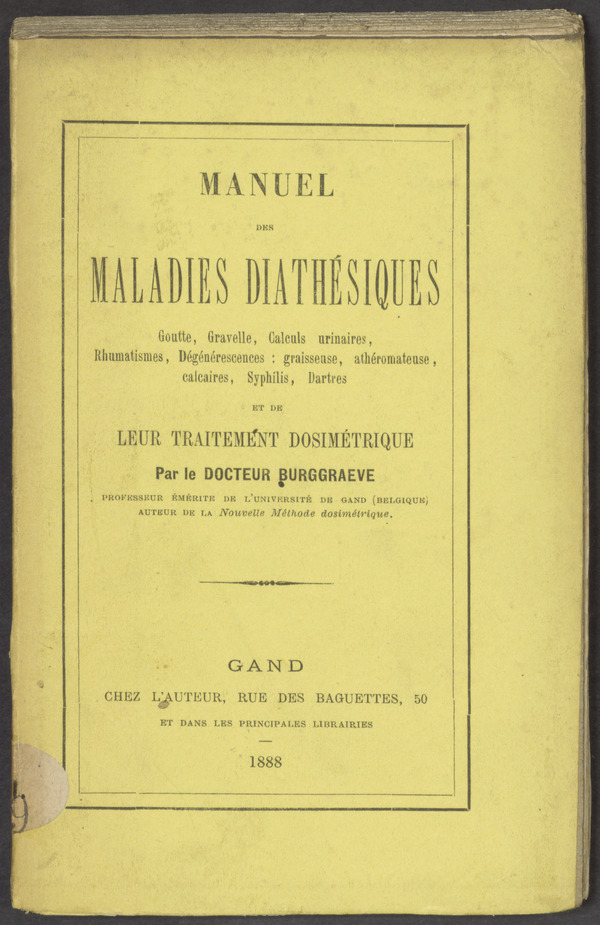 MANUEL
DES
MALADIES DIATHÉSIQUES
Goutte, Gravelle, Calculs urinaires,
Rhumatismes, Dégénérescences : graisseuse, athéromateuse,
calcaires, Syphilis, Dartres
ET DE
LEUR TRAITEMENT DOSIMÉTRIQUE
Par le DOCTEUR BURGGRAEVE
PROFESSEUR ÉMÉRITE DE L'UNIVERSITÉ DE GAND (BELGIQUE)
AUTEUR DE LA Nouvelle Méthode dosimétrique.
GAND
CHEZ L'AUTEUR, RUE DES BAGUETTES, 50
ET DANS LES PRINCIPALES LIBRAIRIES
1888